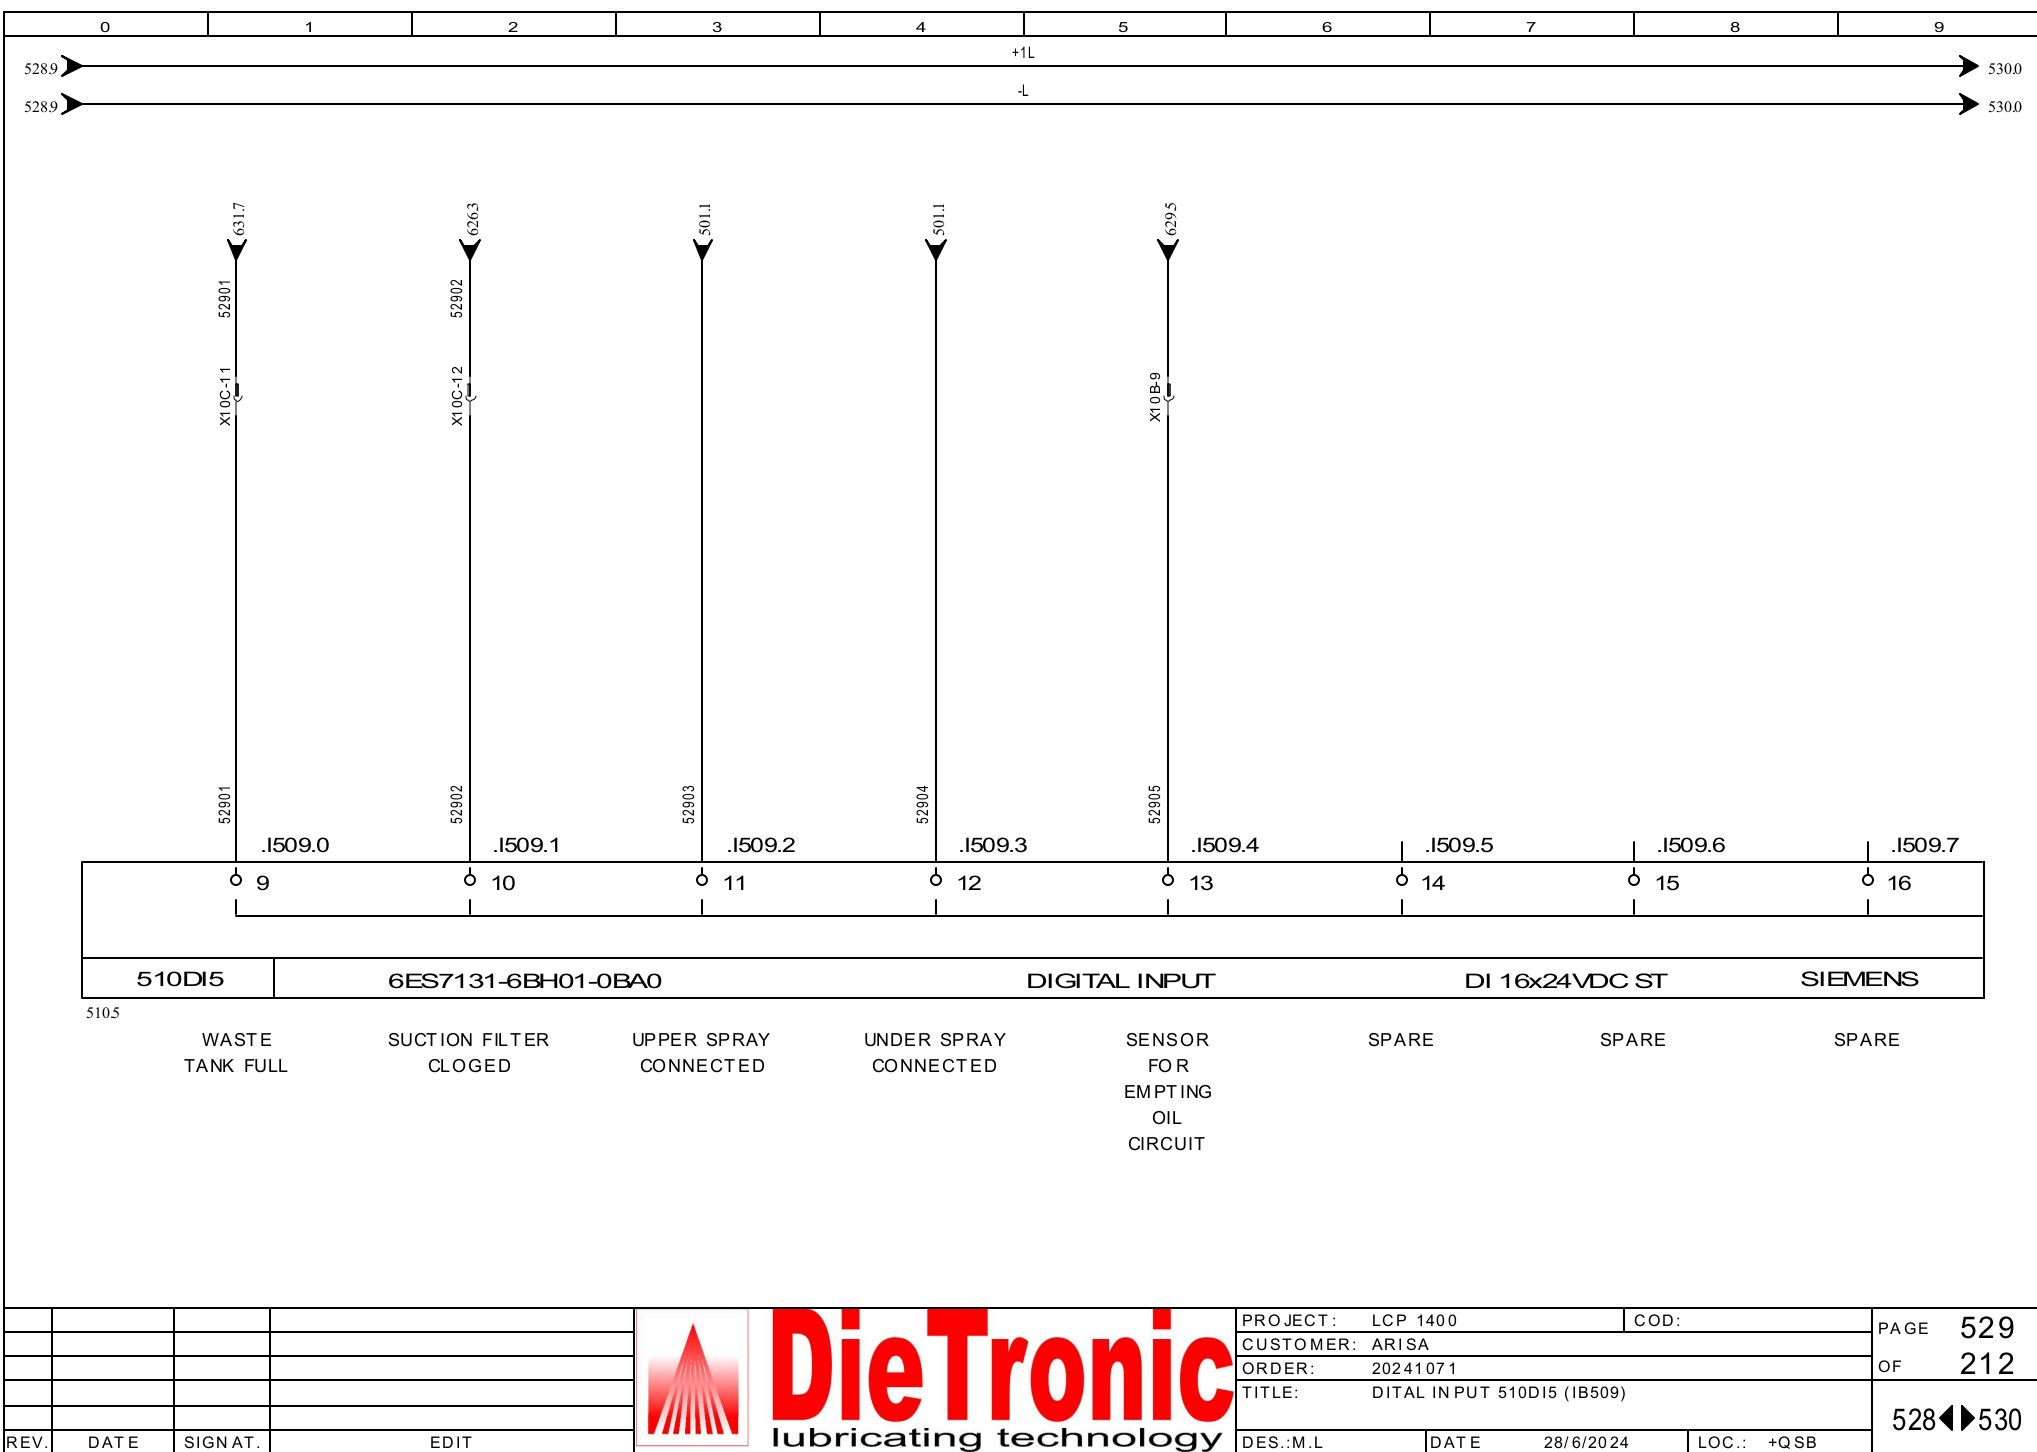 0 1 2 3 4 5 6 7 8 9
+1L
528.9 530.0
-L
528.9 530.0
631.7 626.3 501.1 501.1 629.5
52901 52902
X10C-11 X10C-12 X10B-9
52901 52902 52903 52904 52905
.I509.0 .I509.1 .I509.2 .I509.3 .I509.4 .I509.5 .I509.6 .I509.7
9 10 11 12 13 14 15 16
510DI5 6ES7131-6BH01-0BA0 DIGITAL INPUT DI 16x24VDC ST SIEMENS
510.5
WASTE SUCTION FILTER UPPER SPRAY UNDER SPRAY SENSOR SPARE SPARE SPARE
TANK FULL CLOGED CONNECTED CONNECTED FOR
EMPTING
OIL
CIRCUIT
DieTronic
lubricating technology
PROJECT: LCP 1400 COD:
CUSTOMER: ARISA
ORDER: 20241071
TITLE: DITAL INPUT 510DI5 (IB509)
PAGE 529
OF 212
528 530
REV. DATE SIGNAT. EDIT
DES.:M.L DATE 28/6/2024 LOC.: +QSB